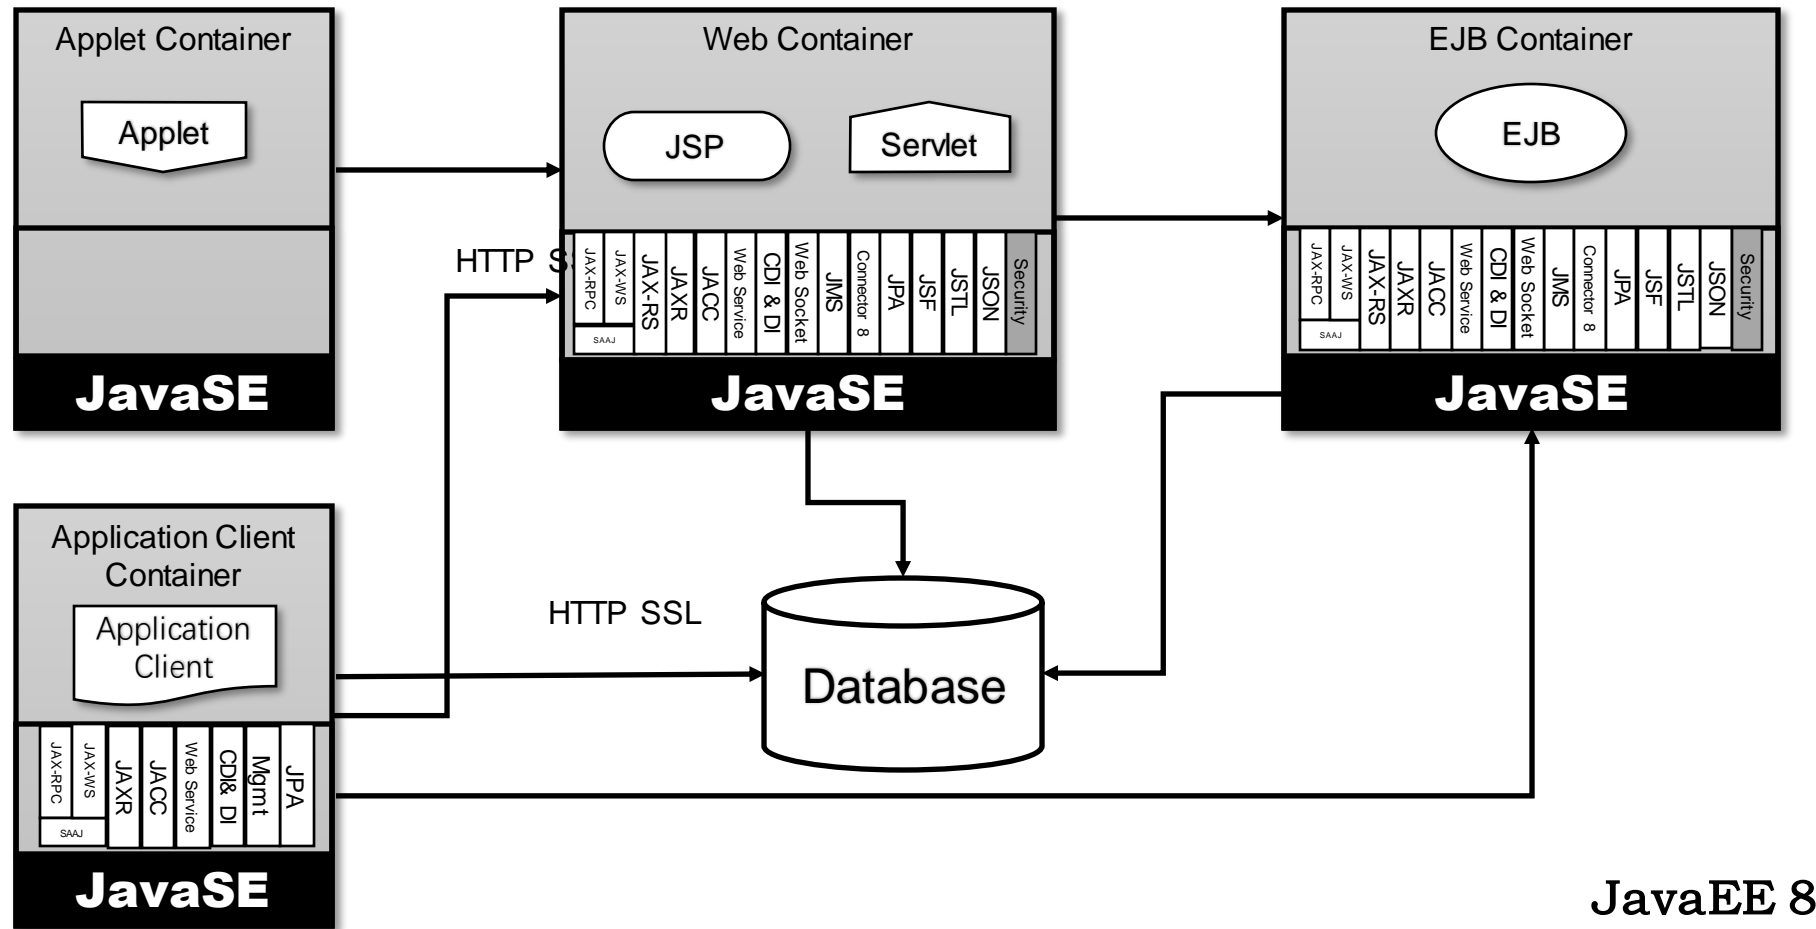 Applet Container
Applet
JavaSE
Web Container
JSP
Servlet
HTTP
JAX-RPC
JAX-WS
SAAJ
JAX-RS
JAXR
JACC
Web Service
CDI & DI
Web Socket
JMS
Connector 8
JPA
JSF
JSTL
JSON
Security
JavaSE
EJB Container
EJB
JAX-RPC
JAX-WS
SAAJ
JAX-RS
JAXR
JACC
Web Service
CDI & DI
Web Socket
JMS
Connector 8
JPA
JSF
JSTL
JSON
Security
JavaSE
Application Client
Container
Application
Client
JAX-RPC
JAX-WS
SAAJ
JAXR
JACC
Web Service
CDI& DI
Mgmt
JPA
JavaSE
HTTP SSL
Database
JavaEE 8